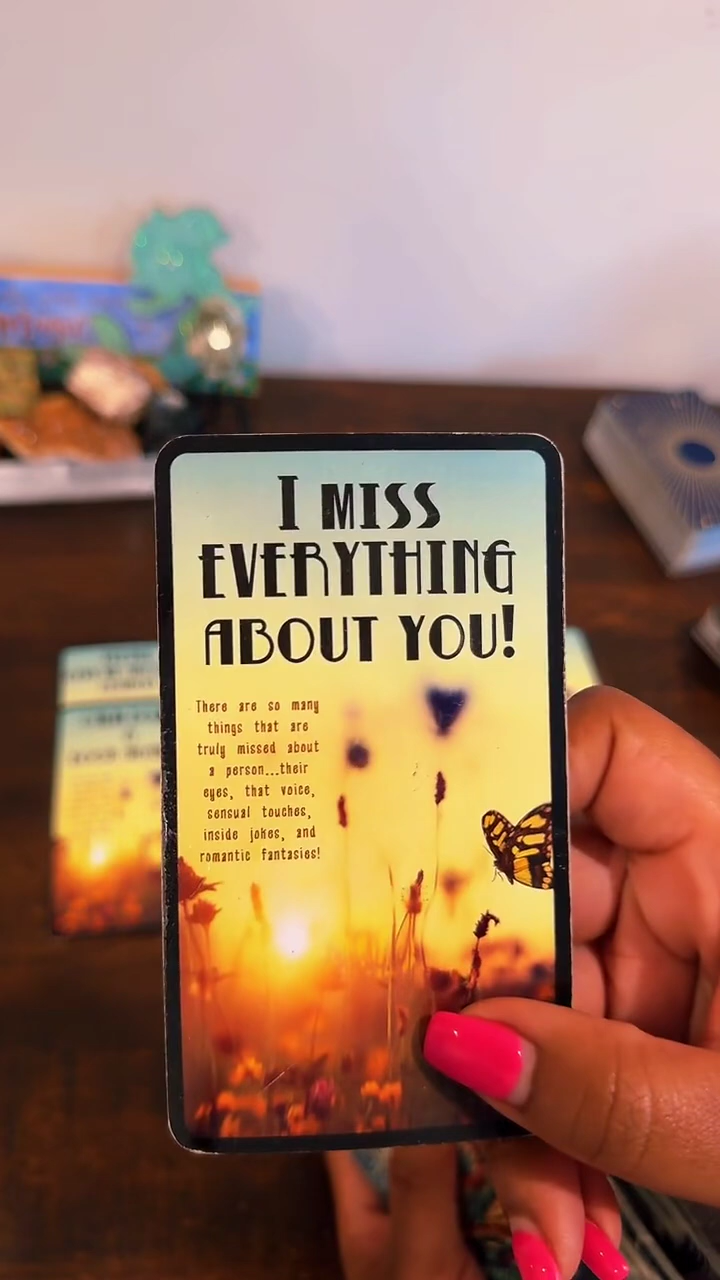 I MISS
EVERYTHING
ABOUT YOU!
There are so many
things that are
truly missed about
a person...their
eyes, that voice,
sensual touches,
inside jokes, and
romantic fantasies!